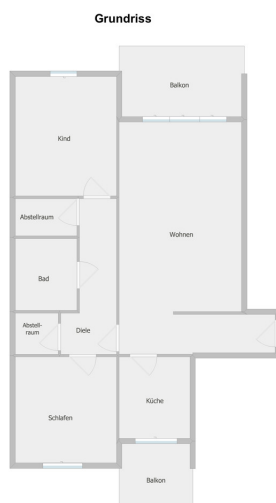 Grundriss
Balkon
Kind
Abstellraum
Wohnen
Bad
Abstell-
raum
Diele
Küche
Schlafen
Balkon